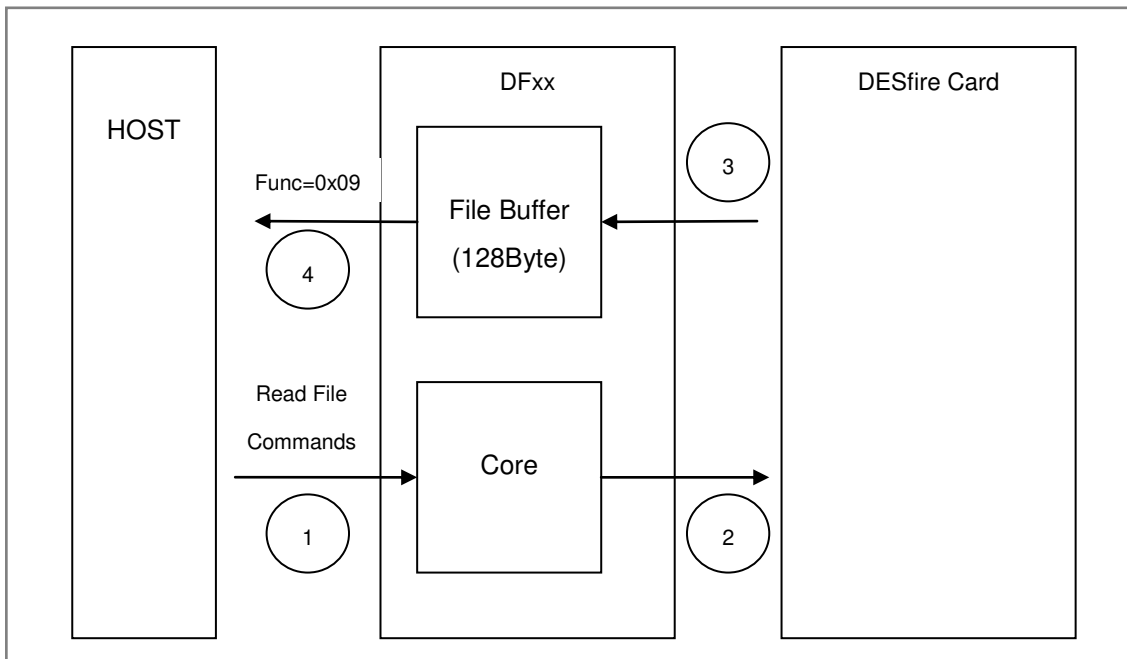 HOST
DFxx
DESfire Card
Func=0x09
4
File Buffer
(128Byte)
3
Read File
Commands
1
Core
2